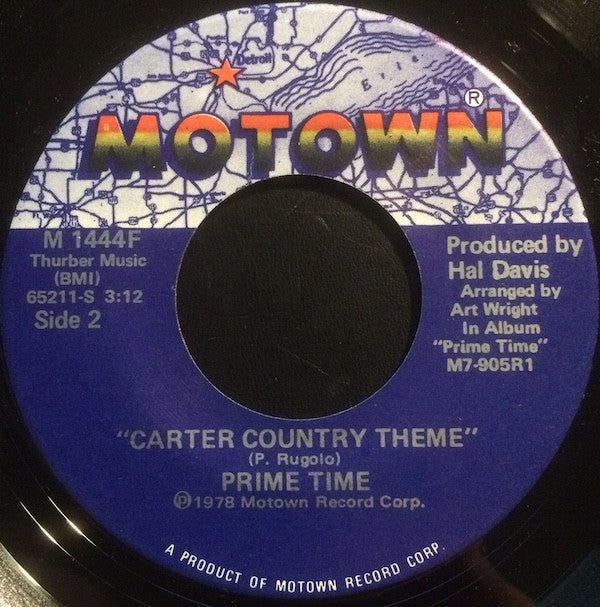 Detroit
Erie
MOTOWN®
M 1444F
Thurber Music
(BMI)
65211-S 3:12
Side 2
Produced by
Hal Davis
Arranged by
Art Wright
In Album
"Prime Time"
M7-905R1
"CARTER COUNTRY THEME"
(P. Rugolo)
PRIME TIME
℗1978 Motown Record Corp.
A PRODUCT OF MOTOWN RECORD CORP.